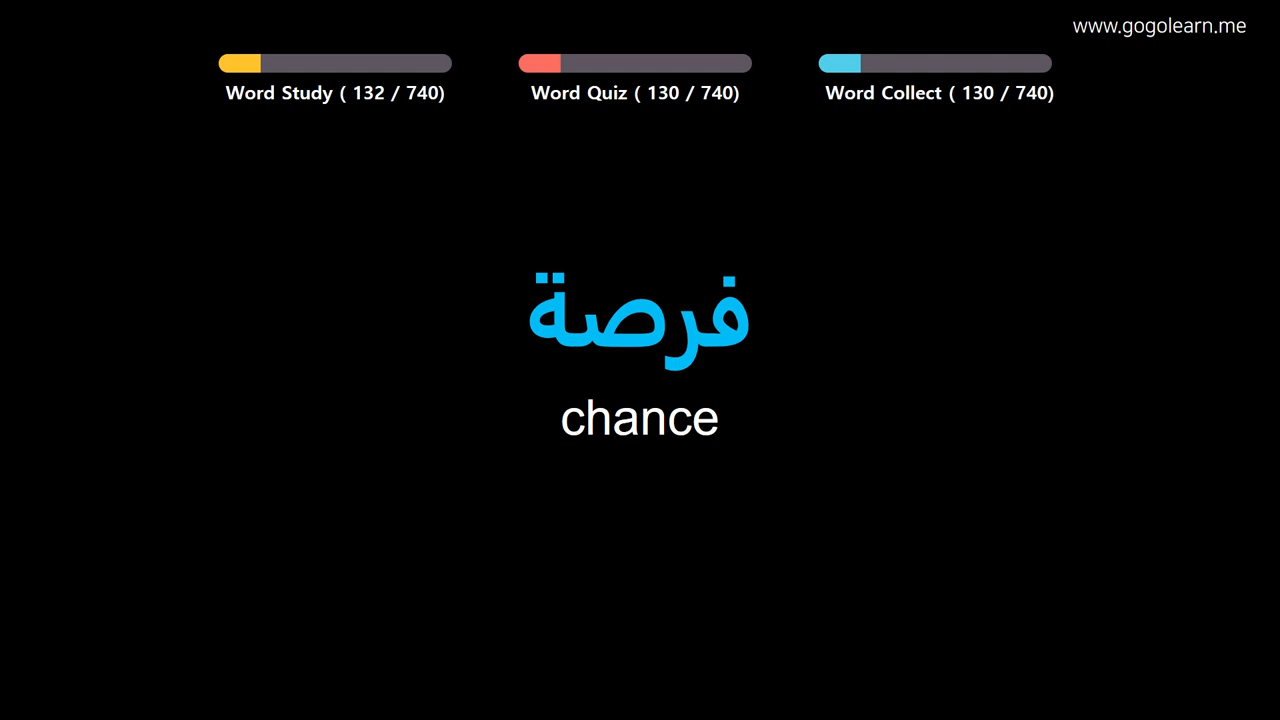 www.gogolearn.me
Word Study ( 132 / 740)
Word Quiz ( 130 / 740)
Word Collect ( 130 / 740)
فرصة
chance